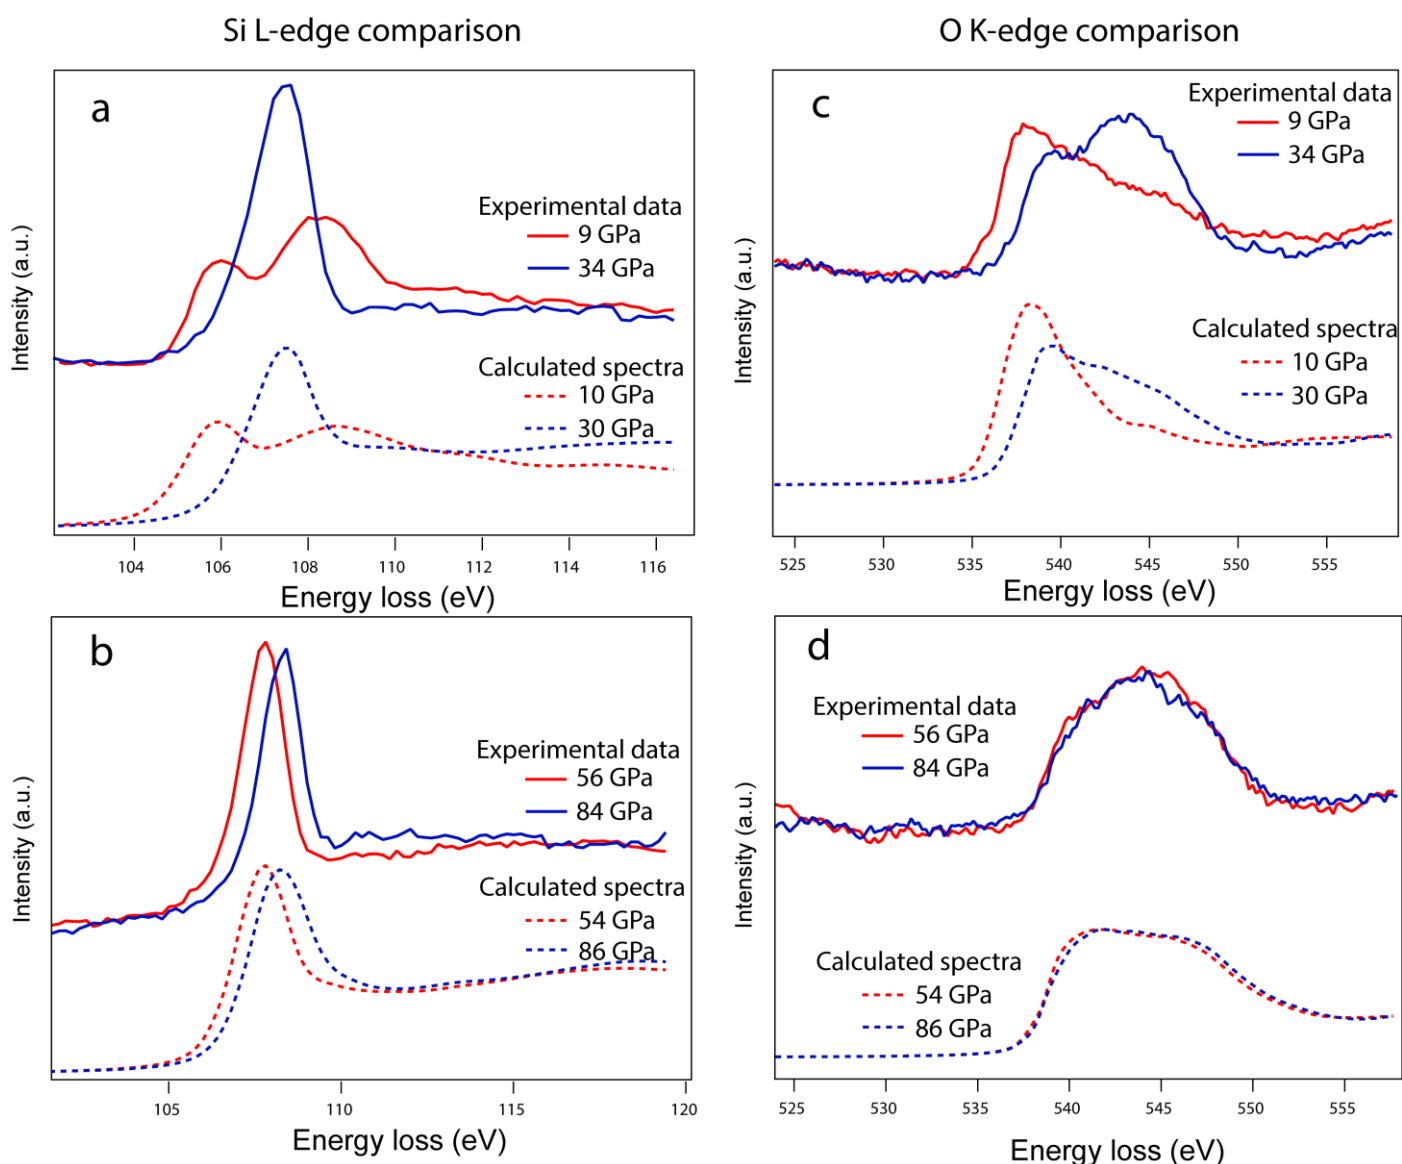 Si L-edge comparison
O K-edge comparison
a
Experimental data
9 GPa
34 GPa
Calculated spectra
10 GPa
30 GPa
Intensity (a.u.)
104 106 108 110 112 114 116
Energy loss (eV)
c
Experimental data
9 GPa
34 GPa
Calculated spectra
10 GPa
30 GPa
Intensity (a.u.)
525 530 535 540 545 550 555
Energy loss (eV)
b
Experimental data
56 GPa
84 GPa
Calculated spectra
54 GPa
86 GPa
Intensity (a.u.)
105 110 115 120
Energy loss (eV)
d
Experimental data
56 GPa
84 GPa
Calculated spectra
54 GPa
86 GPa
Intensity (a.u.)
525 530 535 540 545 550 555
Energy loss (eV)